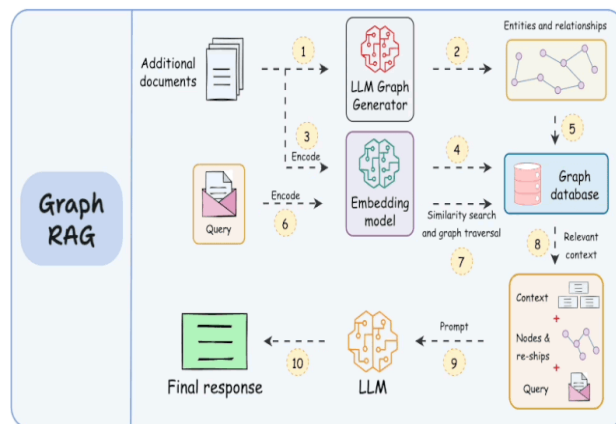 Graph
RAG
Additional
documents
1
LLM Graph
Generator
2
Entities and relationships
3
Encode
4
5
Query
Encode
6
Embedding
model
Similarity search
and graph traversal
7
Graph
database
8
Relevant
context
Context
+
Nodes &
re-ships
+
Query
Prompt
9
LLM
10
Final response